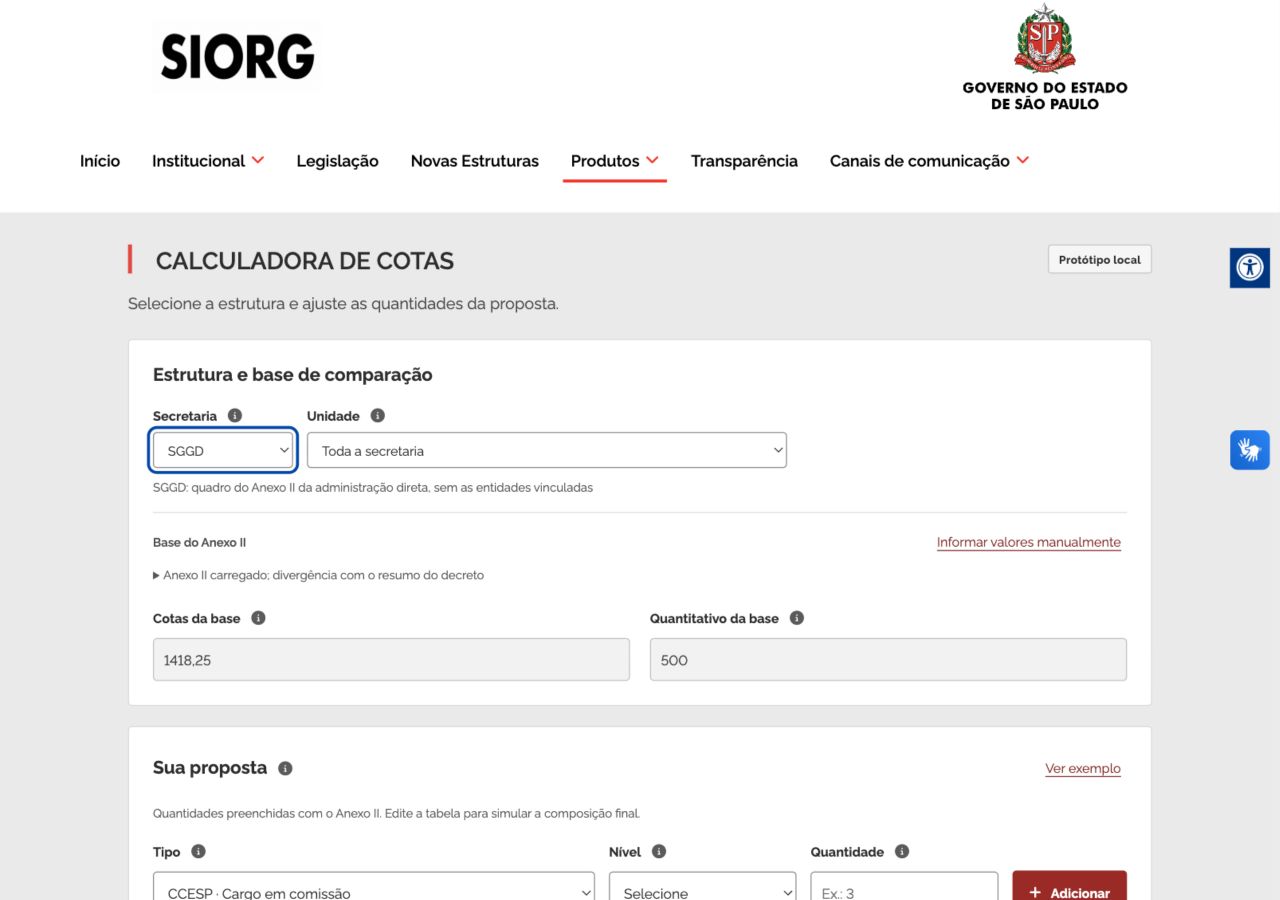 SIORG
SP
GOVERNO DO ESTADO
DE SÃO PAULO
Início Institucional Legislação Novas Estruturas Produtos Transparência Canais de comunicação
CALCULADORA DE COTAS
Protótipo local
Selecione a estrutura e ajuste as quantidades da proposta.
Estrutura e base de comparação
Secretaria Unidade
SGGD Toda a secretaria
SGGD: quadro do Anexo II da administração direta, sem as entidades vinculadas
Base do Anexo II Informar valores manualmente
Anexo II carregado; divergência com o resumo do decreto
Cotas da base Quantitativo da base
1418,25 500
Sua proposta Ver exemplo
Quantidades preenchidas com o Anexo II. Edite a tabela para simular a composição final.
Tipo Nível Quantidade
CCESP · Cargo em comissão Selecione Ex.: 3 + Adicionar